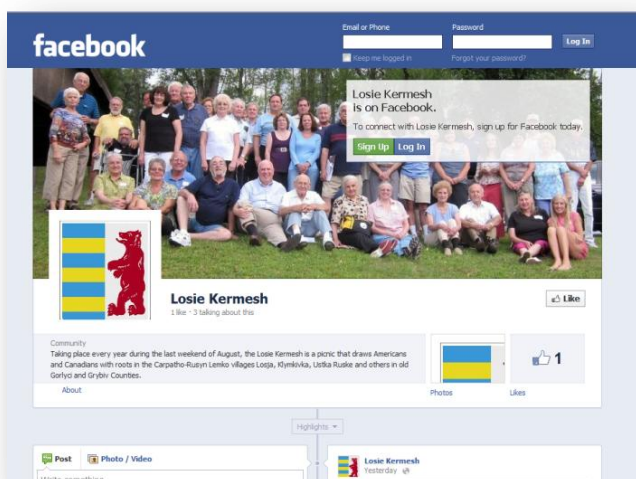 facebook
Email or Phone
Password
Log In
Keep me logged in
Forgot your password?
Losie Kermesh
is on Facebook.
To connect with Losie Kermesh, sign up for Facebook today.
Sign Up
Log In
Losie Kermesh
1 like · 3 talking about this
Like
Community
Taking place every year during the last weekend of August, the Losie Kermesh is a picnic that draws Americans
and Canadians with roots in the Carpatho-Rusyn Lemko villages Losja, Klymkivka, Ustka Ruske and others in old
Gorlyci and Grybiv Counties.
About
1
Photos
Likes
Highlights
Post
Photo / Video
Losie Kermesh
Yesterday
Write something...